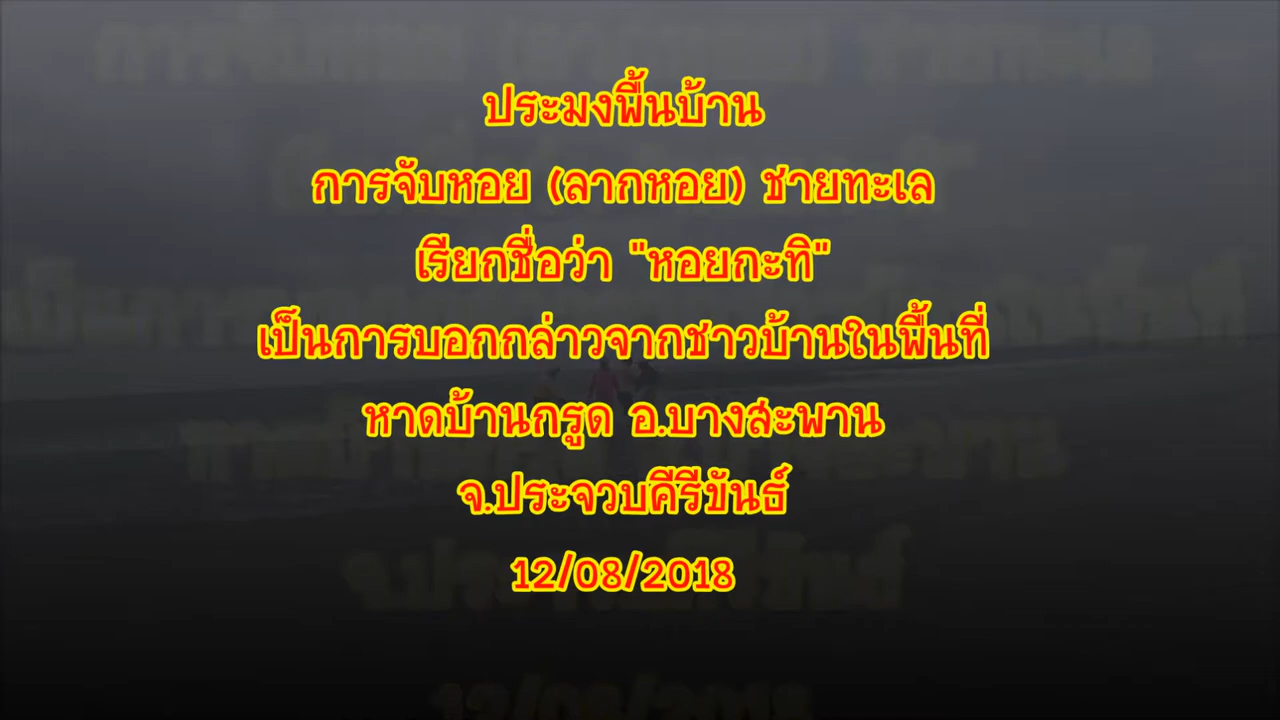 ประมงพื้นบ้าน
การจับหอย (ลากหอย) ชายทะเล
เรียกชื่อว่า "หอยกะทิ"
เป็นการบอกกล่าวจากชาวบ้านในพื้นที่
หาดบ้านกรูด อ.บางสะพาน
จ.ประจวบคีรีขันธ์
12/08/2018